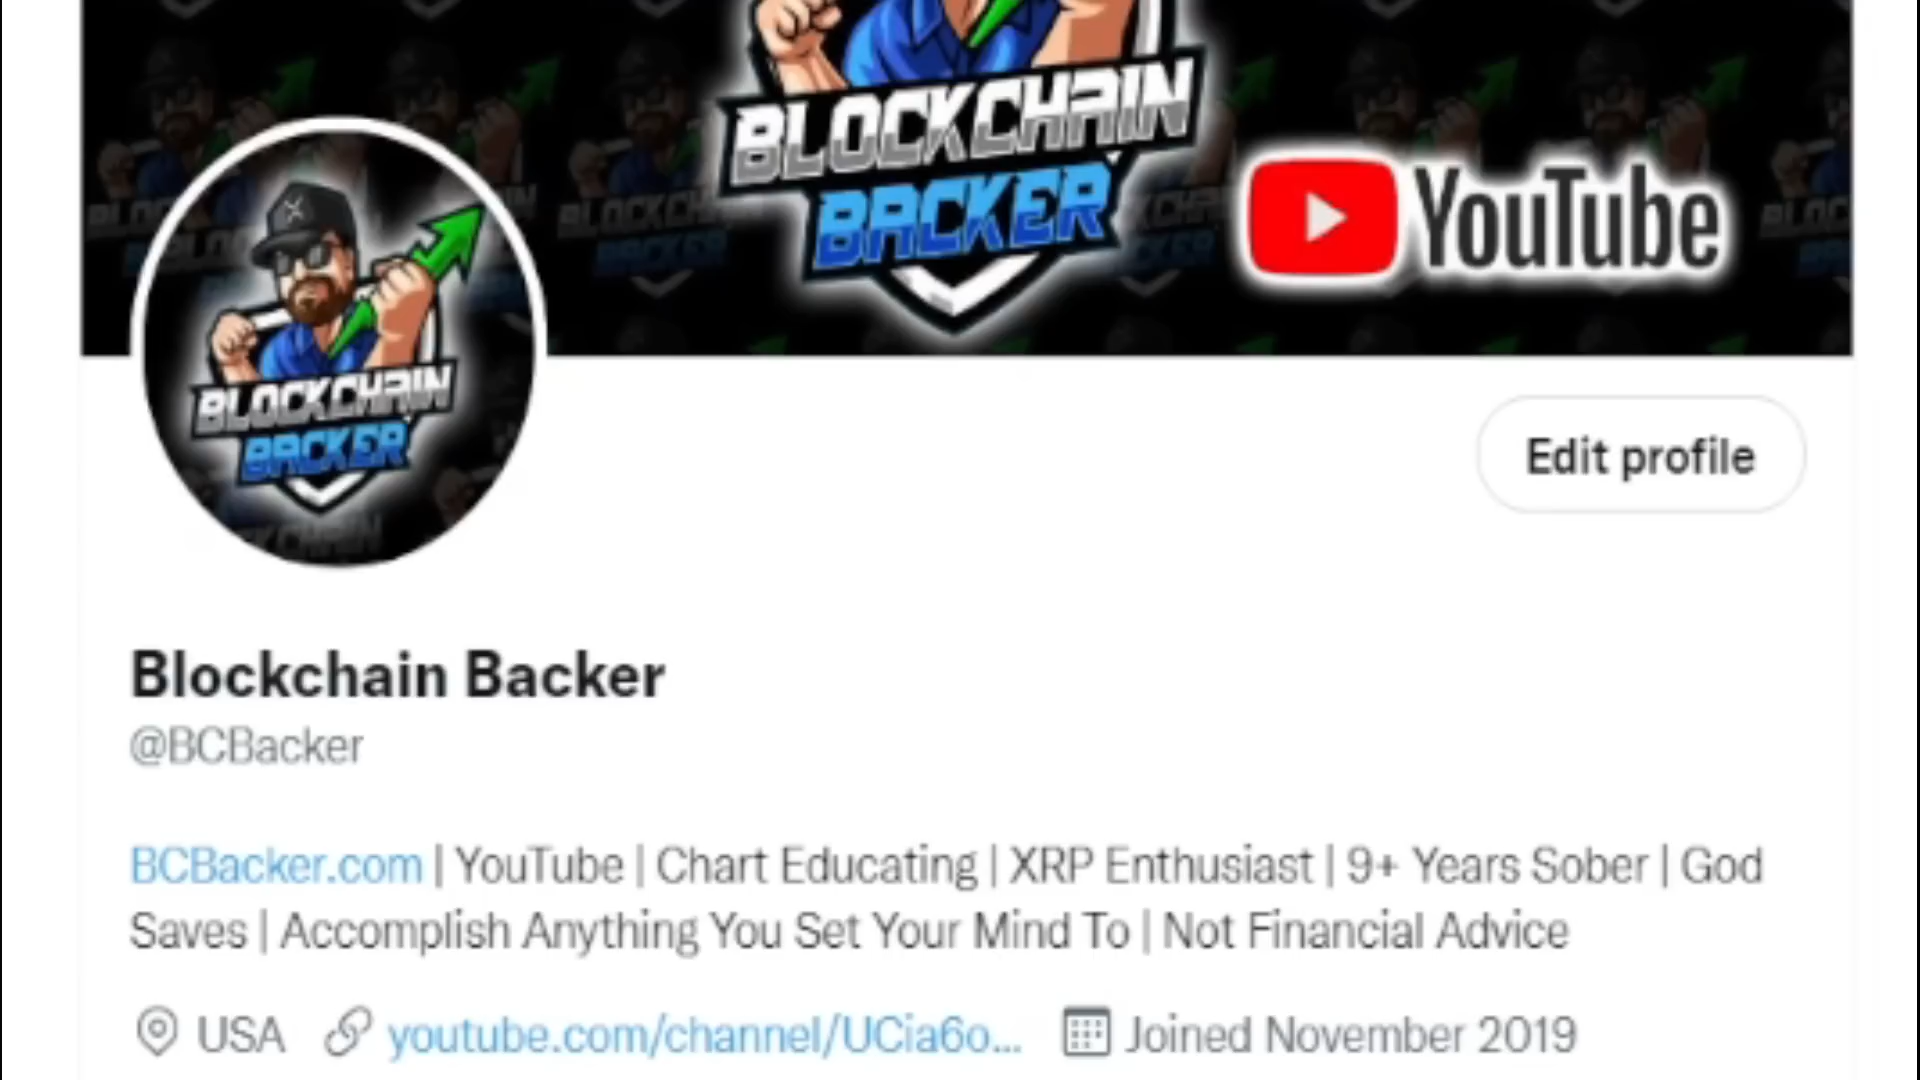 BLOCKCHAIN
BACKER
YouTube
BLOCKCHAIN
BACKER
Edit profile
Blockchain Backer
@BCBacker
BCBacker.com | YouTube | Chart Educating | XRP Enthusiast | 9+ Years Sober | God
Saves | Accomplish Anything You Set Your Mind To | Not Financial Advice
USA youtube.com/channel/UCia6o... Joined November 2019